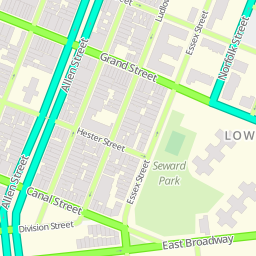 Ludlo
Essex Street
Norfolk Street
Allen Street
Grand Street
Hester Street
LOW
Seward
Park
Essex Street
Allen Street
Canal Street
Division Street
East Broadway